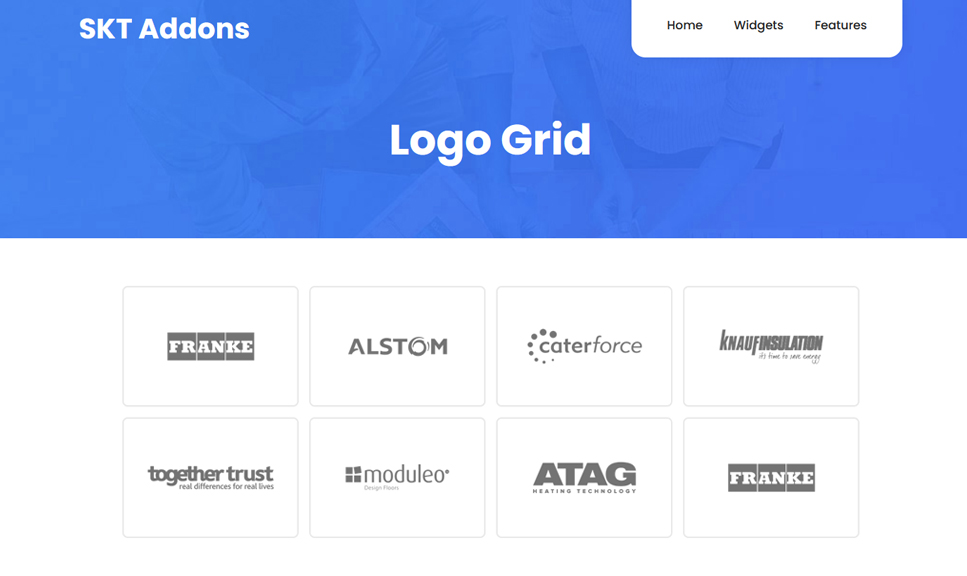 SKT Addons
Home Widgets Features
Logo Grid
FRANKE
ALSTOM
caterforce
KNAUFINSULATION
it's time to save energy
together trust
real differences for real lives
moduleo
Design Floors
ATAG
HEATING TECHNOLOGY
FRANKE